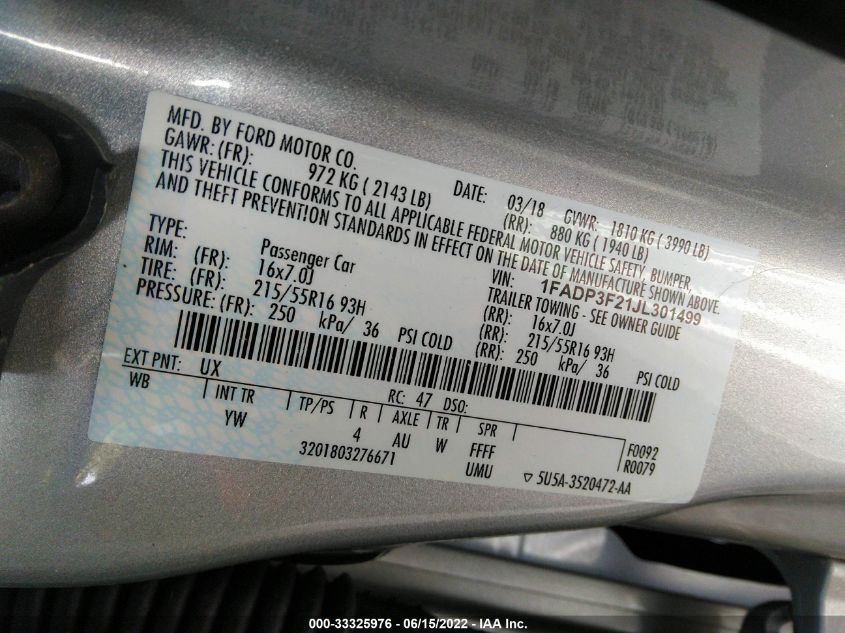 MFD. BY FORD MOTOR CO.
DATE: 03/18 GVWR: 1810 KG ( 3990 LB)
GAWR: (FR): 972 KG ( 2143 LB) (RR): 880 KG ( 1940 LB)
THIS VEHICLE CONFORMS TO ALL APPLICABLE FEDERAL MOTOR VEHICLE SAFETY, BUMPER,
AND THEFT PREVENTION STANDARDS IN EFFECT ON THE DATE OF MANUFACTURE SHOWN ABOVE.
VIN: 1FADP3F21JL301499
TYPE: Passenger Car TRAILER TOWING - SEE OWNER GUIDE
RIM: (FR): 16x7.0J (RR): 16x7.0J
TIRE: (FR): 215/55R16 93H (RR): 215/55R16 93H
PRESSURE: (FR): 250 kPa/ 36 PSI COLD (RR): 250 kPa/ 36 PSI COLD
EXT PNT: UX RC: 47 DSO:
WB INT TR TP/PS R AXLE TR SPR
YW 4 AU W FFFF F0092
3201803276671 UMU R0079
5U5A-3520472-AA
000-33325976 - 06/15/2022 - IAA Inc.